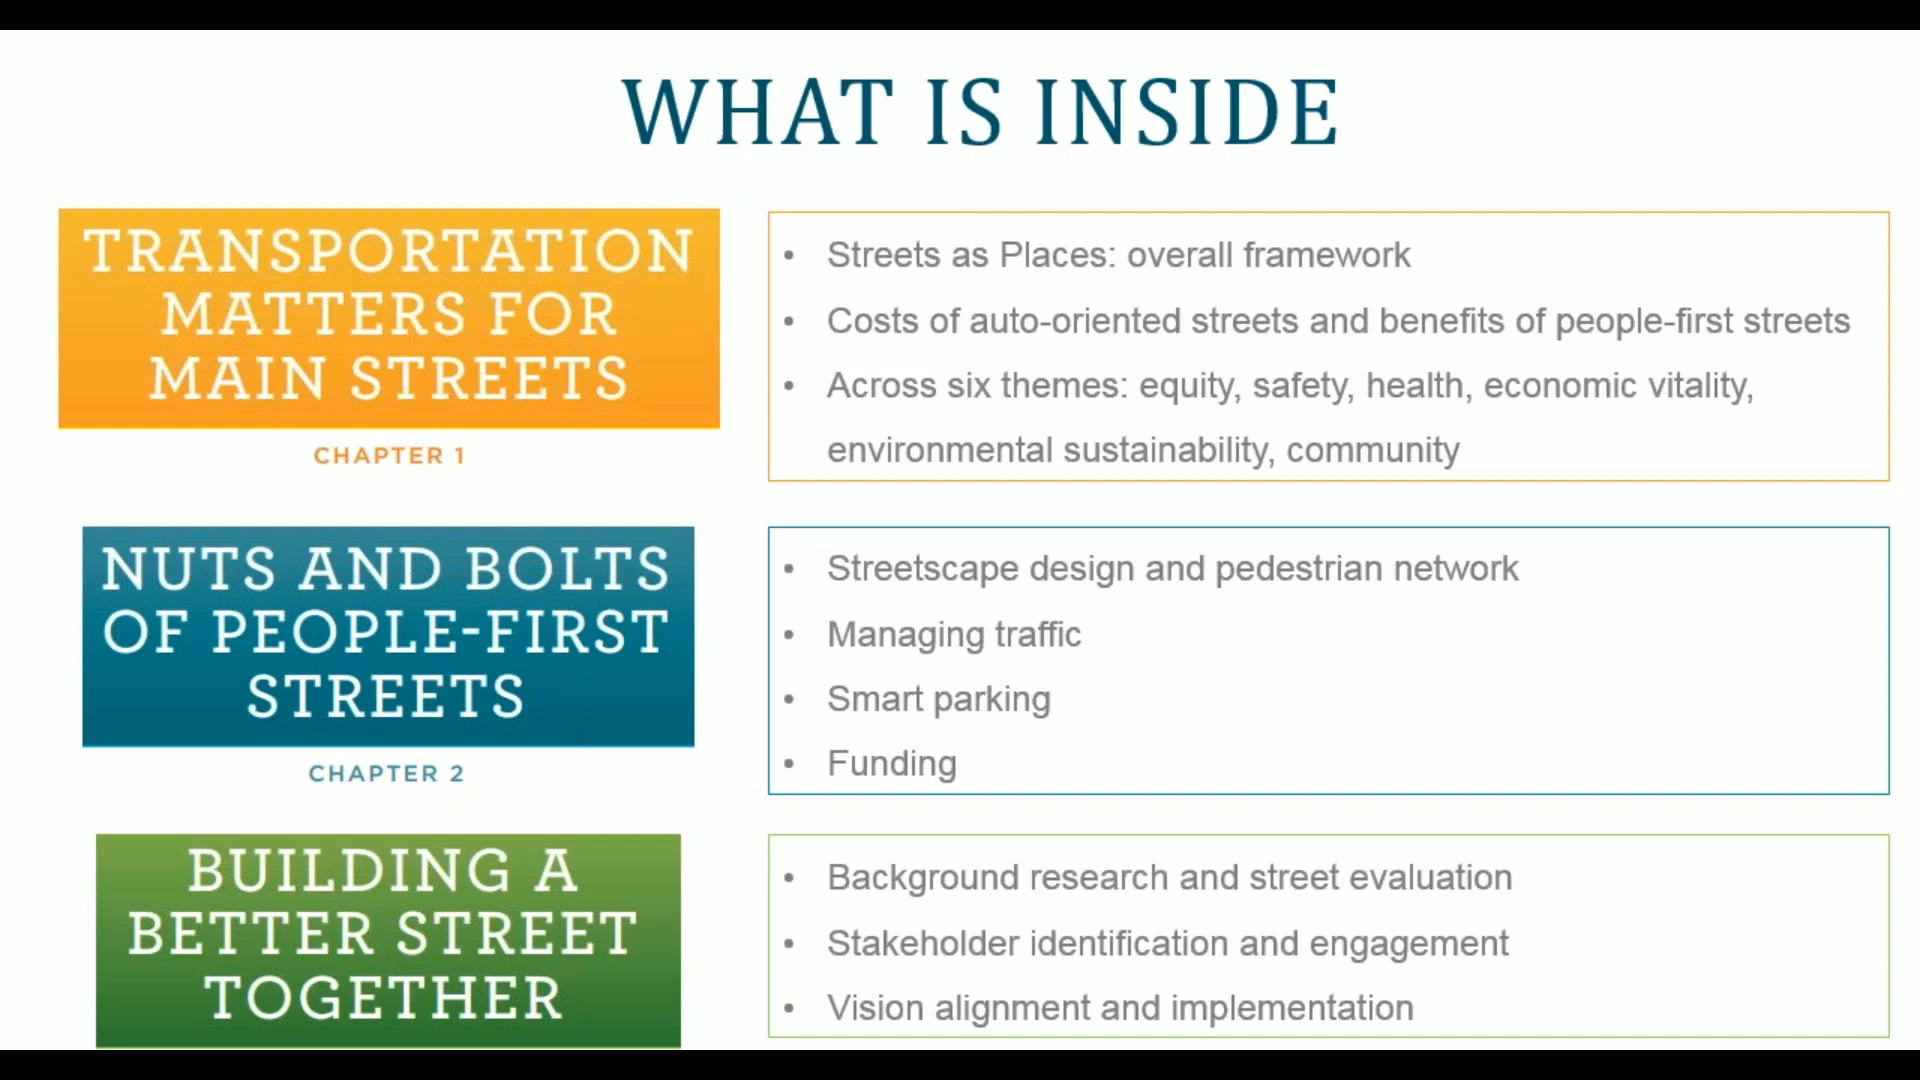 WHAT IS INSIDE
TRANSPORTATION
MATTERS FOR
MAIN STREETS
CHAPTER 1
• Streets as Places: overall framework
• Costs of auto-oriented streets and benefits of people-first streets
• Across six themes: equity, safety, health, economic vitality,
environmental sustainability, community
NUTS AND BOLTS
OF PEOPLE-FIRST
STREETS
CHAPTER 2
• Streetscape design and pedestrian network
• Managing traffic
• Smart parking
• Funding
BUILDING A
BETTER STREET
TOGETHER
• Background research and street evaluation
• Stakeholder identification and engagement
• Vision alignment and implementation